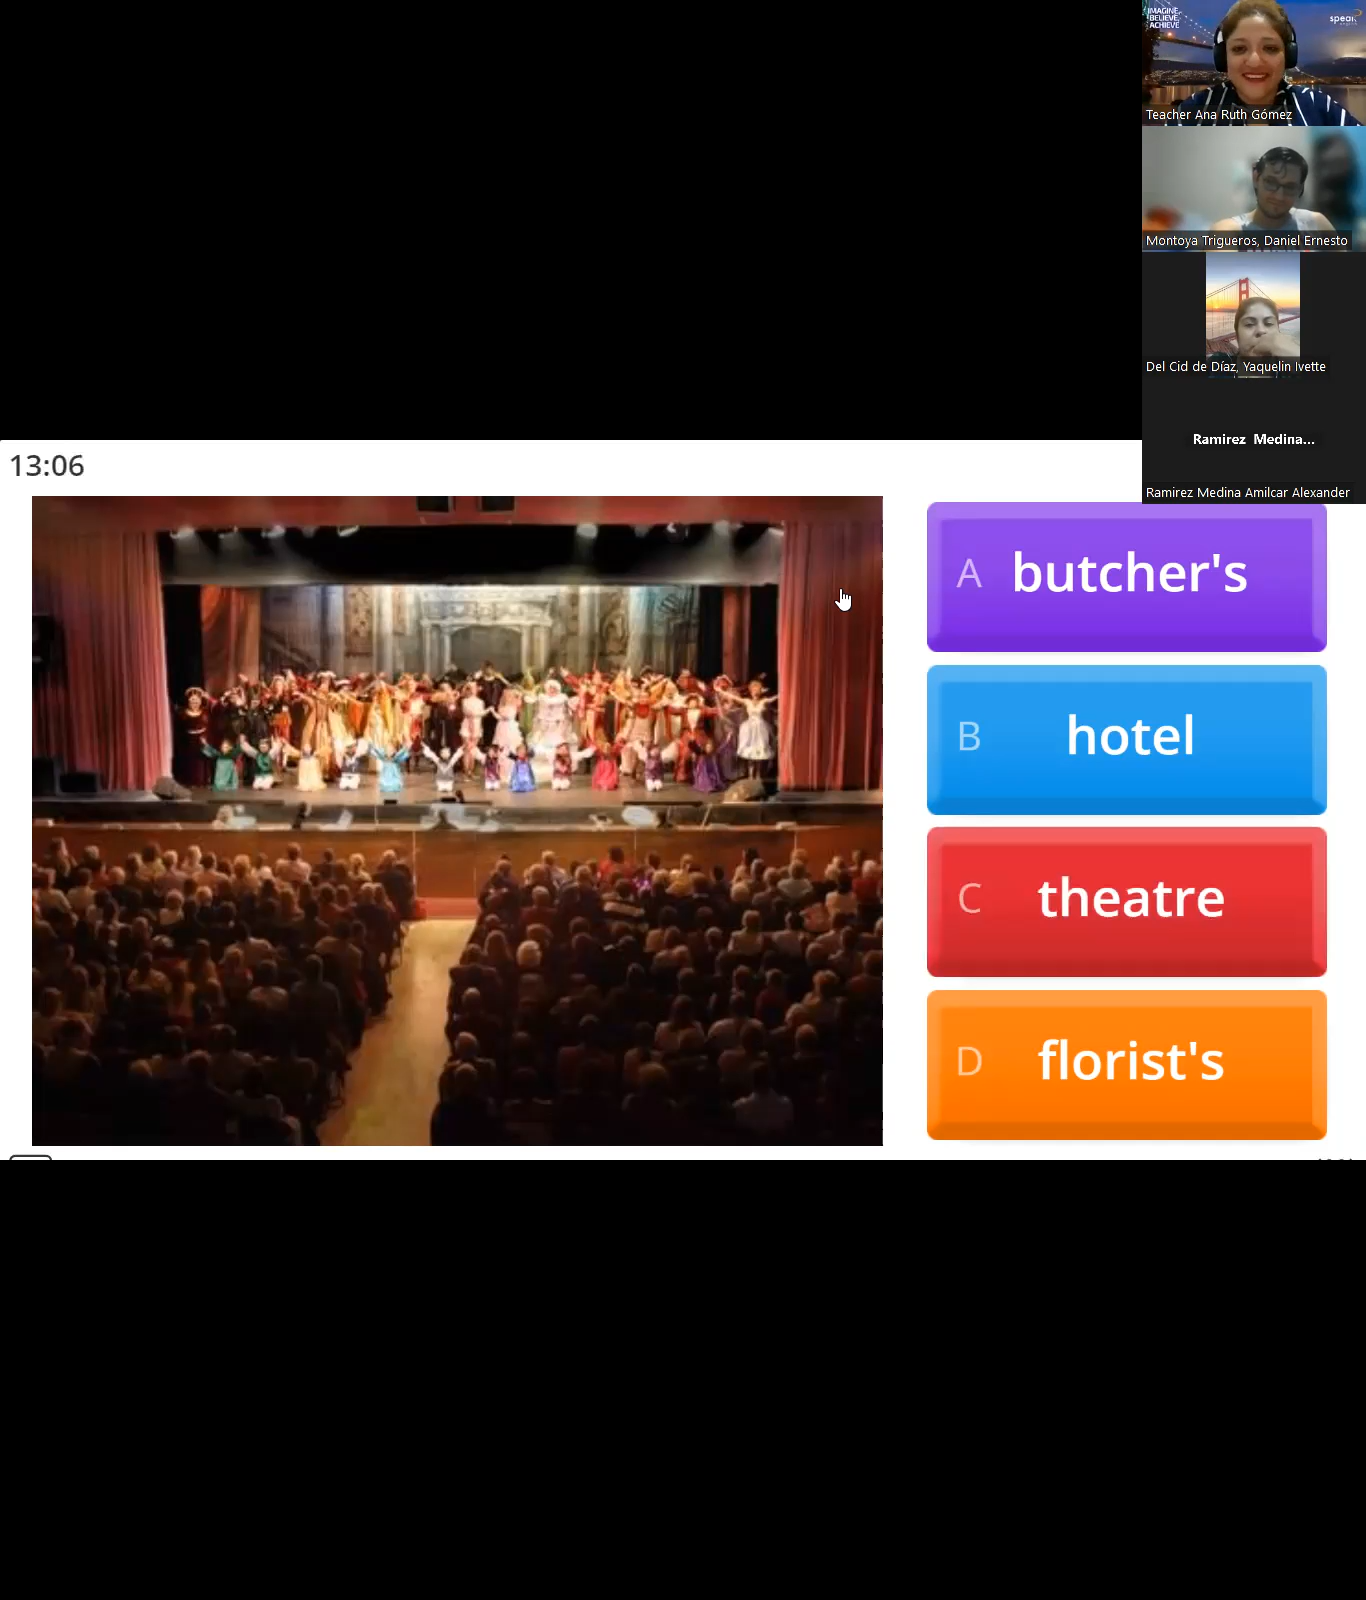 IMAGINE,
BELIEVE,
ACHIEVE
speak
Teacher Ana Ruth Gómez
Montoya Trigueros, Daniel Ernesto
Del Cid de Díaz, Yaquelin Ivette
Ramirez Medina...
Ramirez Medina Amilcar Alexander
13:06
A butcher's
B hotel
C theatre
D florist's